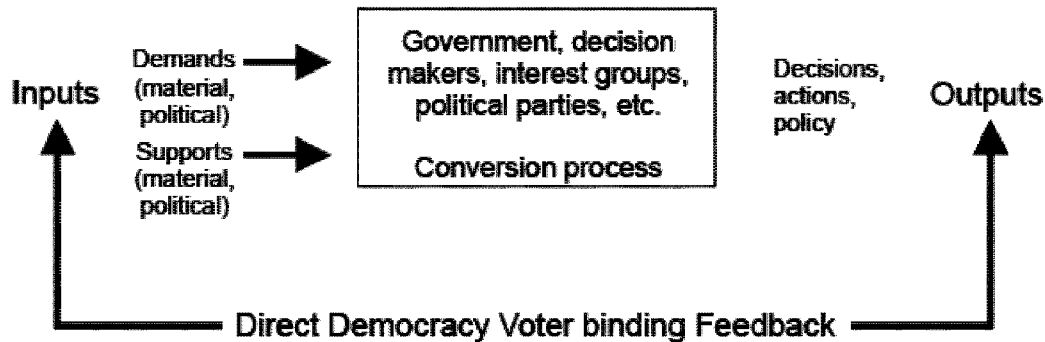 Inputs
Demands
(material,
political)
Supports
(material,
political)
Government, decision
makers, interest groups,
political parties, etc.
Conversion process
Decisions,
actions,
policy
Outputs
Direct Democracy Voter binding Feedback